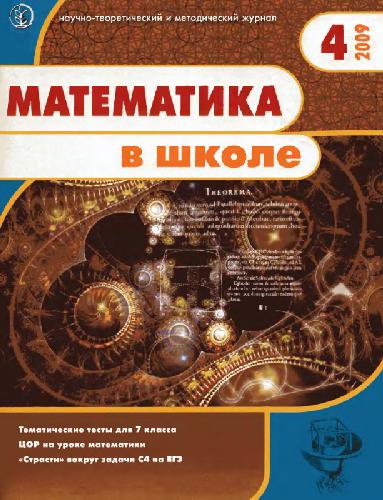 научно-теоретический и методический журнал
4
2009
МАТЕМАТИКА
В ШКОЛЕ
THEOREMA.
Тематические тесты для 7 класса
ЦОР на уроке математики
«Страсти» вокруг задачи С4 на ЕГЭ